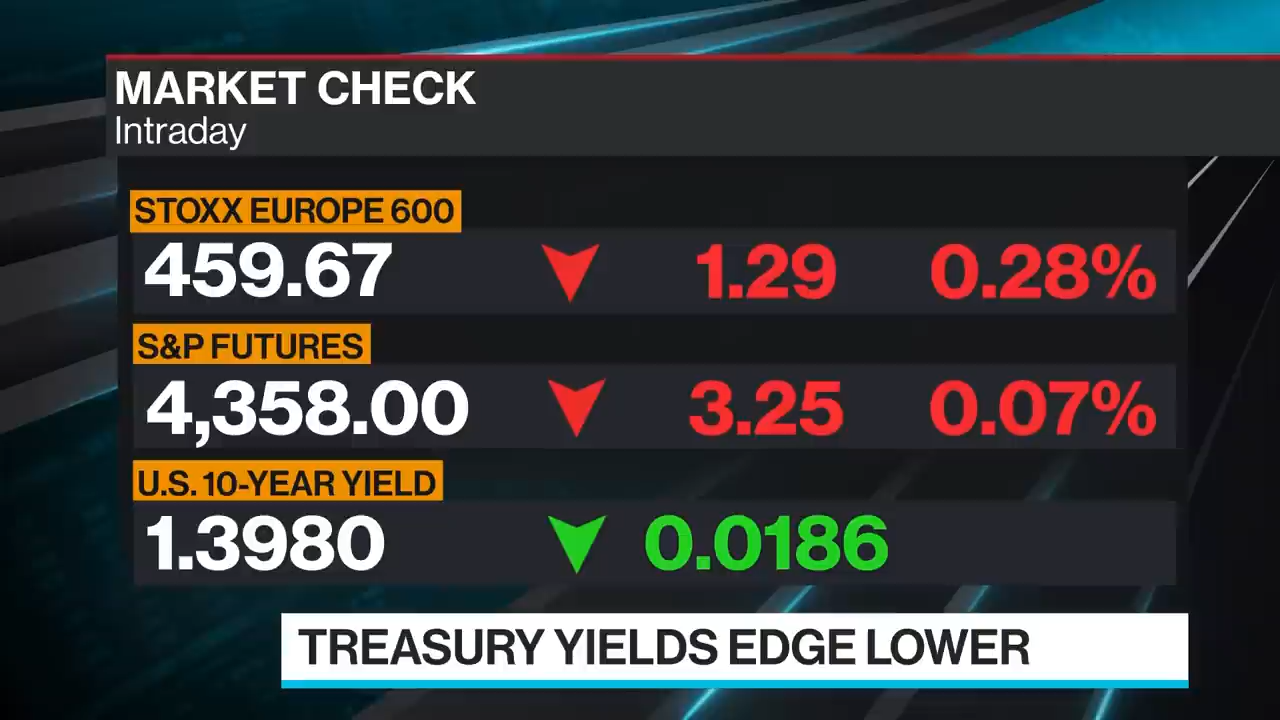 MARKET CHECK
Intraday
STOXX EUROPE 600
459.67 1.29 0.28%
S&P FUTURES
4,358.00 3.25 0.07%
U.S. 10-YEAR YIELD
1.3980 0.0186
TREASURY YIELDS EDGE LOWER